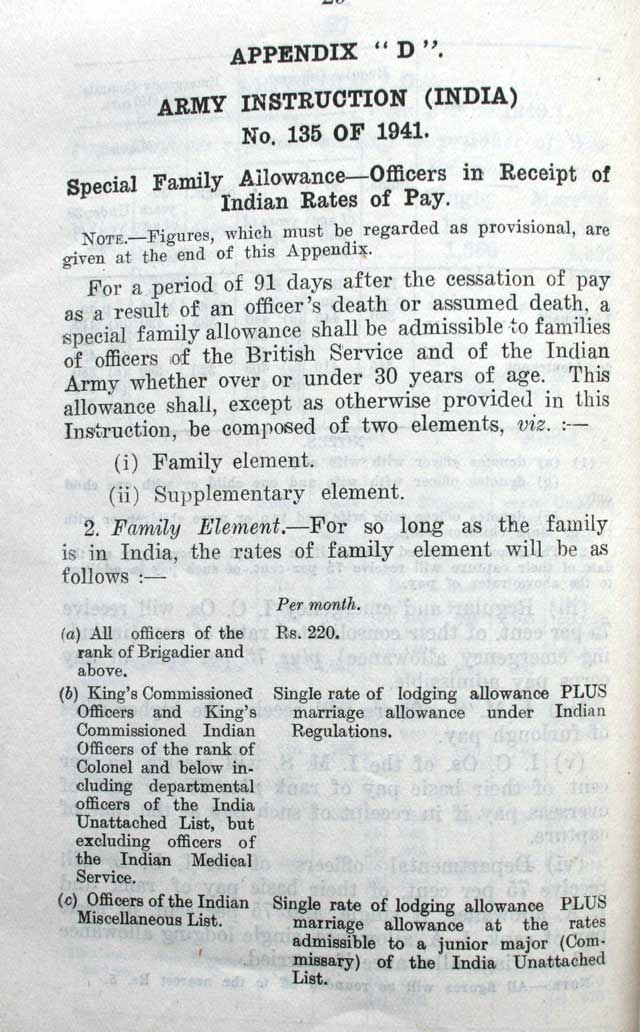 APPENDIX " D ".
ARMY INSTRUCTION (INDIA)
No. 135 OF 1941.
Special Family Allowance—Officers in Receipt of
Indian Rates of Pay.
NOTE.—Figures, which must be regarded as provisional, are
given at the end of this Appendix.
For a period of 91 days after the cessation of pay
as a result of an officer's death or assumed death, a
special family allowance shall be admissible to families
of officers of the British Service and of the Indian
Army whether over or under 30 years of age. This
allowance shall, except as otherwise provided in this
Instruction, be composed of two elements, viz. :—
(i) Family element.
(ii) Supplementary element.
2. Family Element.—For so long as the family
is in India, the rates of family element will be as
follows :—
Per month.
(a) All officers of the
rank of Brigadier and
above.
Rs. 220.
(b) King's Commissioned
Officers and King's
Commissioned Indian
Officers of the rank of
Colonel and below in-
cluding departmental
officers of the India
Unattached List, but
excluding officers of
the Indian Medical
Service.
Single rate of lodging allowance PLUS
marriage allowance under Indian
Regulations.
(c) Officers of the Indian
Miscellaneous List.
Single rate of lodging allowance PLUS
marriage allowance at the rates
admissible to a junior major (Com-
missary) of the India Unattached
List.